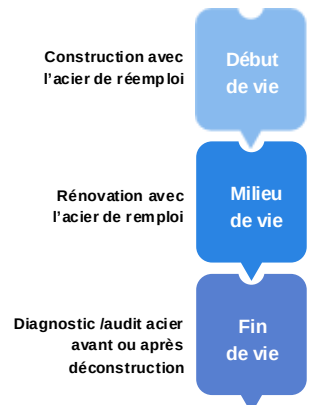 Construction avec
l'acier de réemploi
Début
de vie
Rénovation avec
l'acier de remploi
Milieu
de vie
Diagnostic /audit acier
avant ou après
déconstruction
Fin
de vie